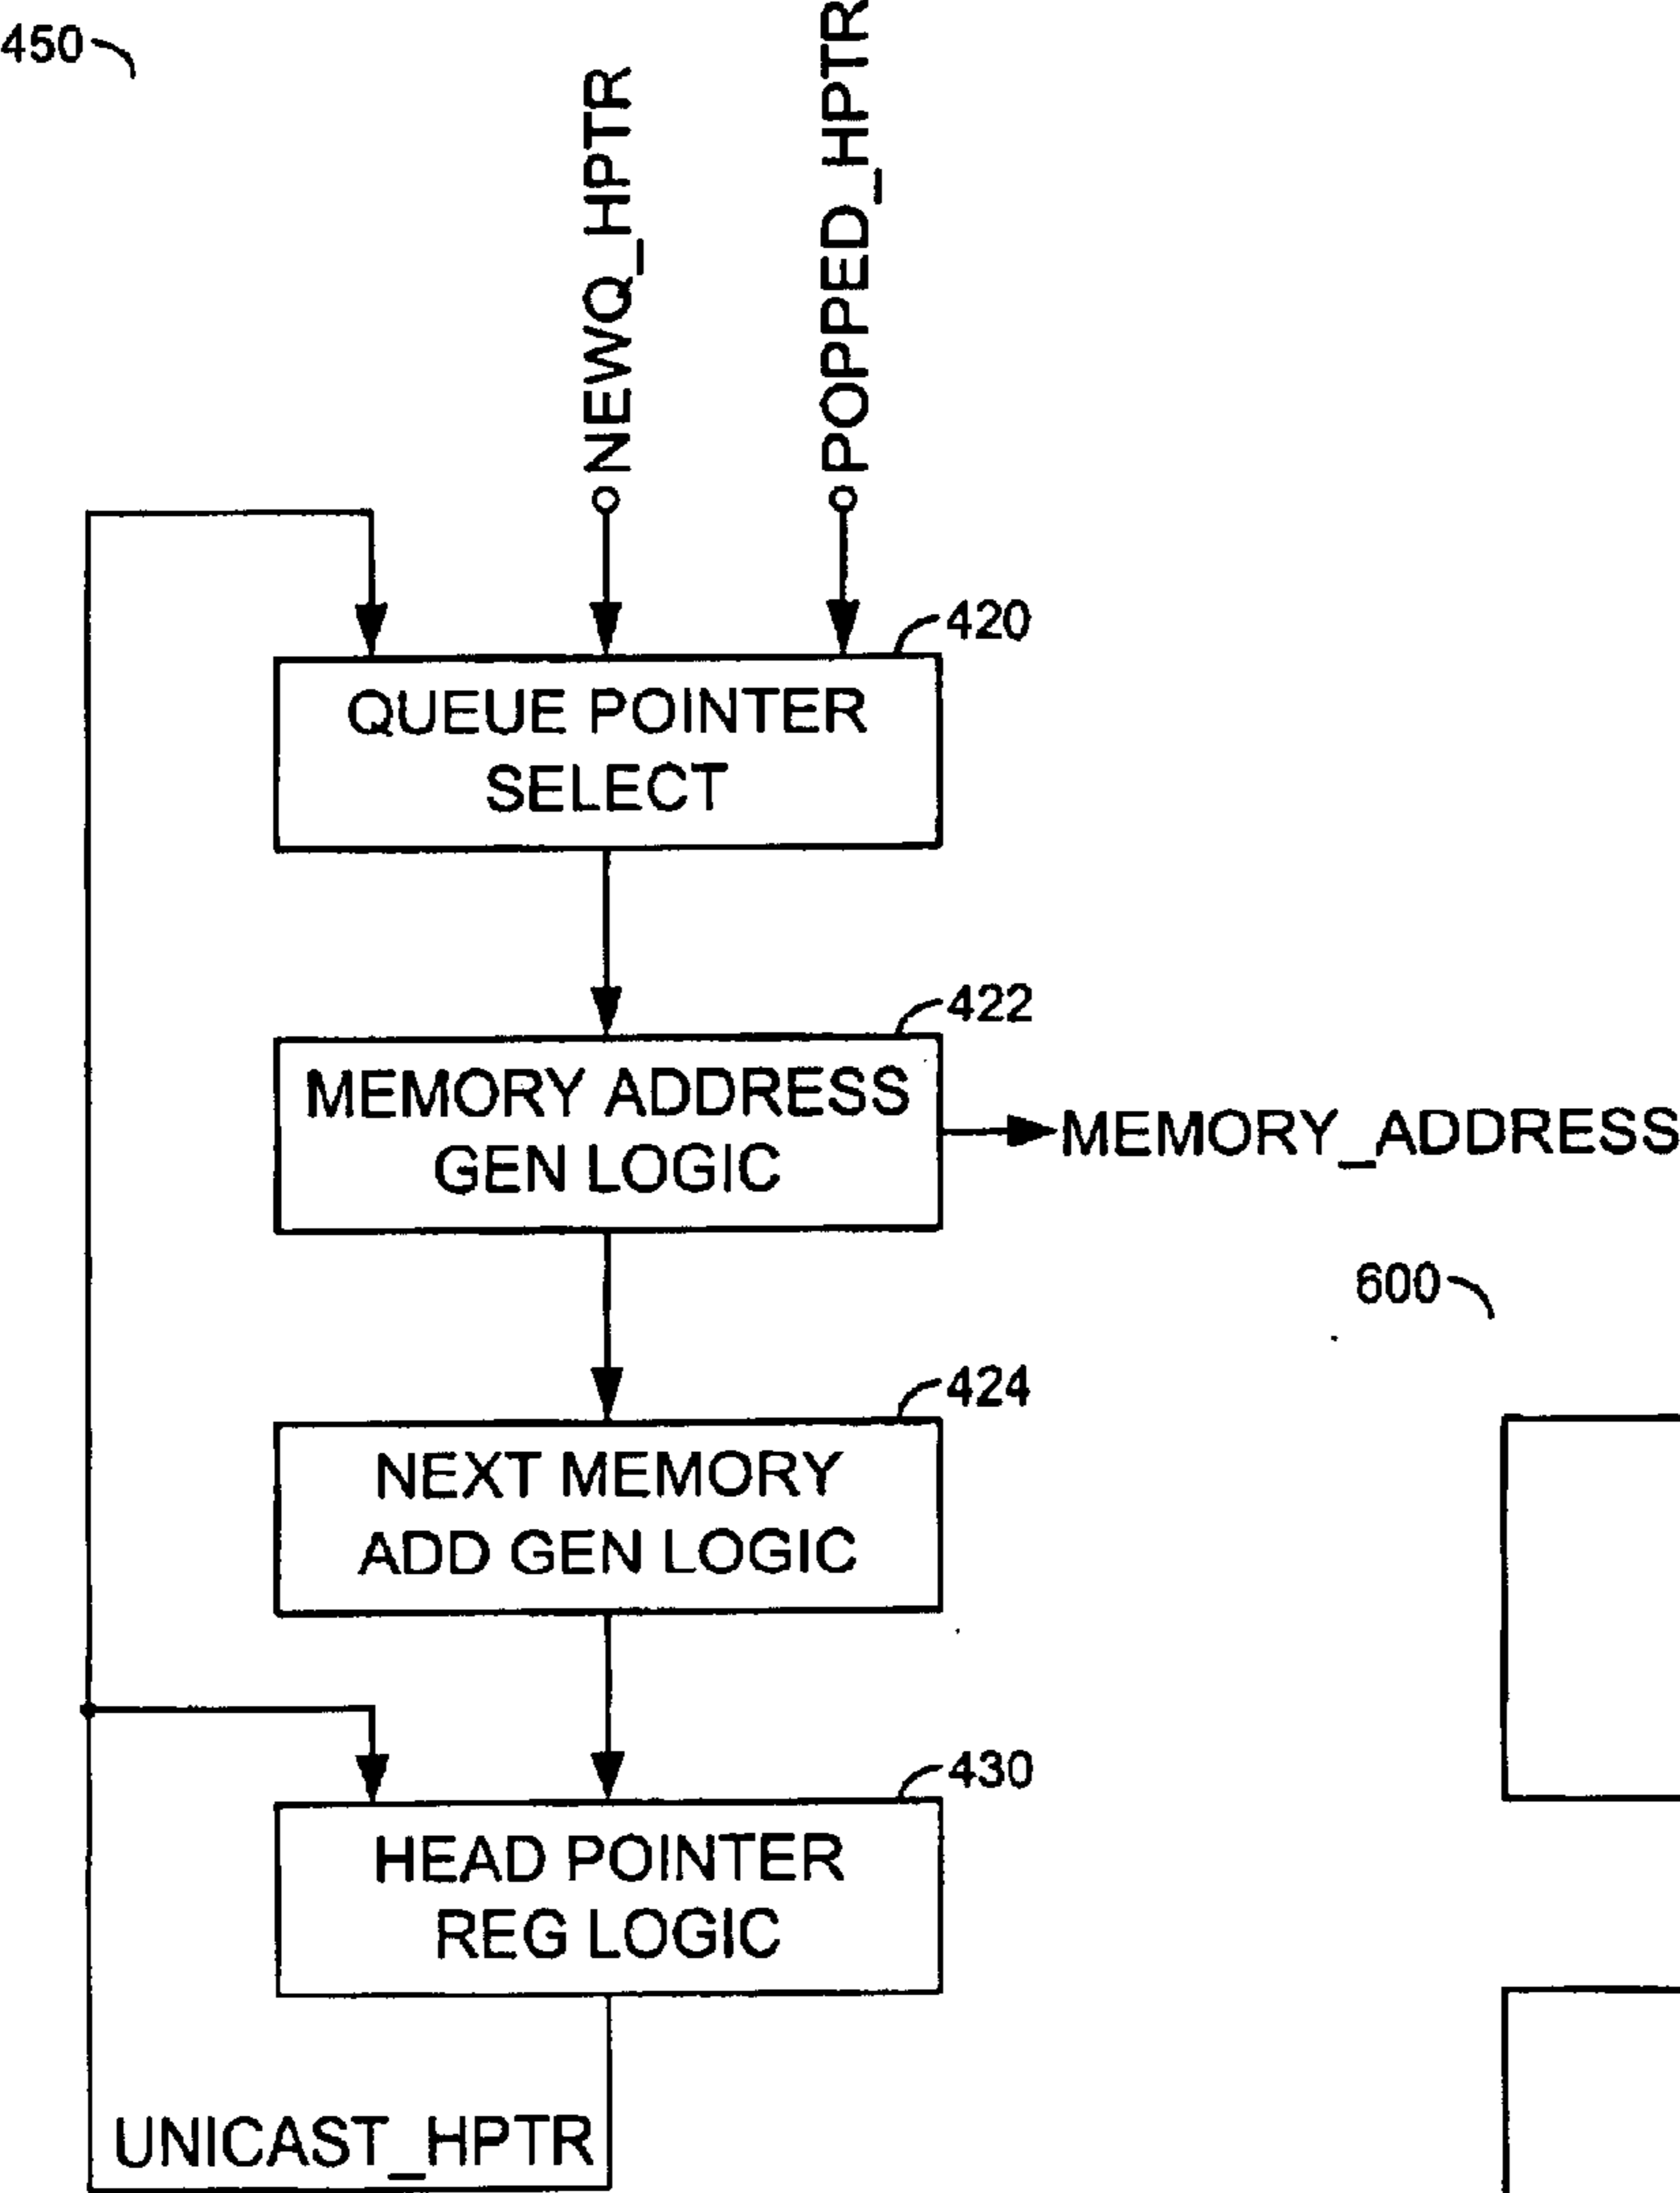 450
NEWQ_HPTR
POPPED_HPTR
420
QUEUE POINTER
SELECT
422
MEMORY ADDRESS
GEN LOGIC
MEMORY_ADDRESS
600
424
NEXT MEMORY
ADD GEN LOGIC
430
HEAD POINTER
REG LOGIC
UNICAST_HPTR